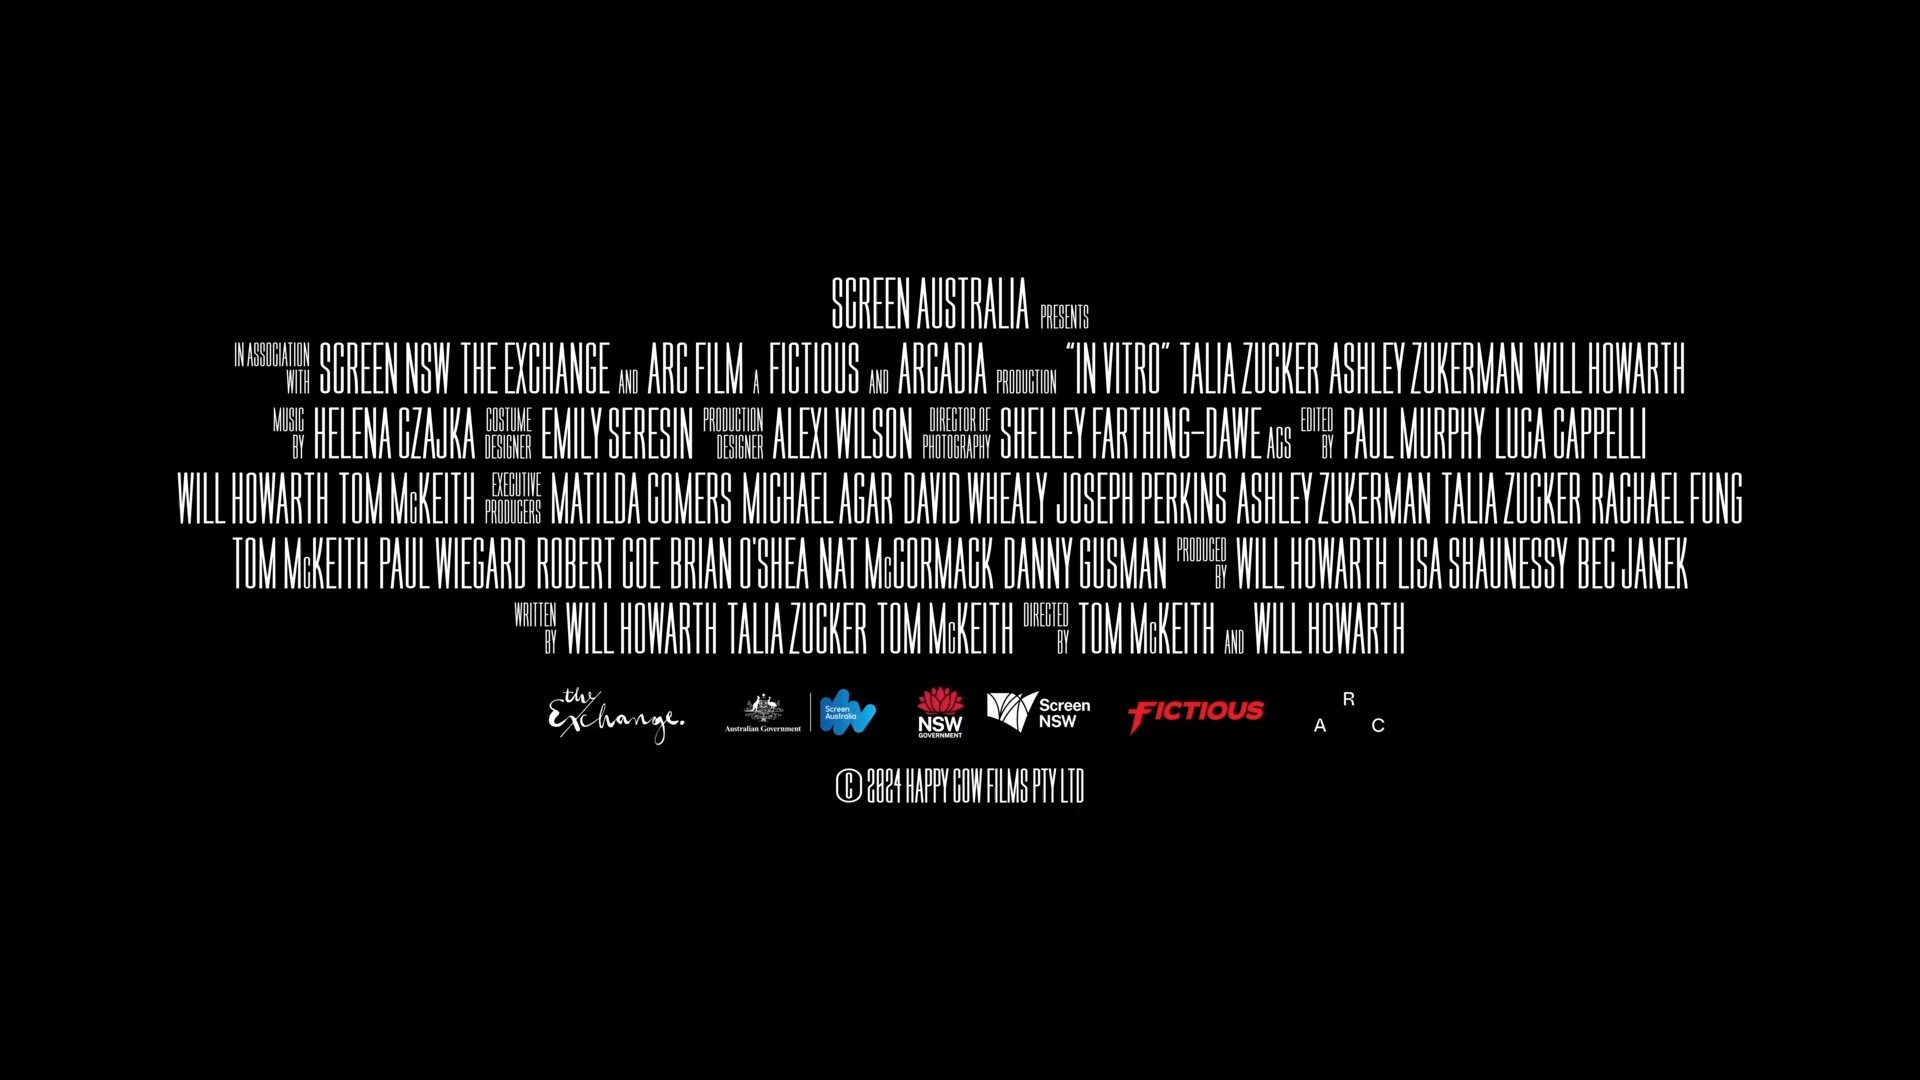 SCREEN AUSTRALIA PRESENTS
IN ASSOCIATION WITH SCREEN NSW THE EXCHANGE AND ARC FILM A FICTIOUS AND ARCADIA PRODUCTION “IN VITRO” TALIA ZUCKER ASHLEY ZUKERMAN WILL HOWARTH
MUSIC BY HELENA CZAJKA COSTUME DESIGNER EMILY SERESIN PRODUCTION DESIGNER ALEXI WILSON DIRECTOR OF PHOTOGRAPHY SHELLEY FARTHING-DAWE ACS EDITED BY PAUL MURPHY LUCA CAPPELLI
WILL HOWARTH TOM McKEITH EXECUTIVE PRODUCERS MATILDA COMERS MICHAEL AGAR DAVID WHEALY JOSEPH PERKINS ASHLEY ZUKERMAN TALIA ZUCKER RACHAEL FUNG
TOM McKEITH PAUL WIEGARD ROBERT COE BRIAN O'SHEA NAT McCORMACK DANNY GUSMAN PRODUCED BY WILL HOWARTH LISA SHAUNESSY BEC JANEK
WRITTEN BY WILL HOWARTH TALIA ZUCKER TOM McKEITH DIRECTED BY TOM McKEITH AND WILL HOWARTH
the Exchange. Australian Government Screen Australia NSW GOVERNMENT Screen NSW FICTIOUS A R C
© 2024 HAPPY COW FILMS PTY LTD